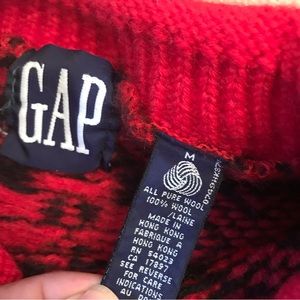 GAP
M
ALL PURE WOOL
100% WOOL
/LAINE
MADE IN
HONG KONG
FABRIQUE A
HONG KONG
RN 54023
CA 17897
SEE REVERSE
FOR CARE
INDICATIONS
AU